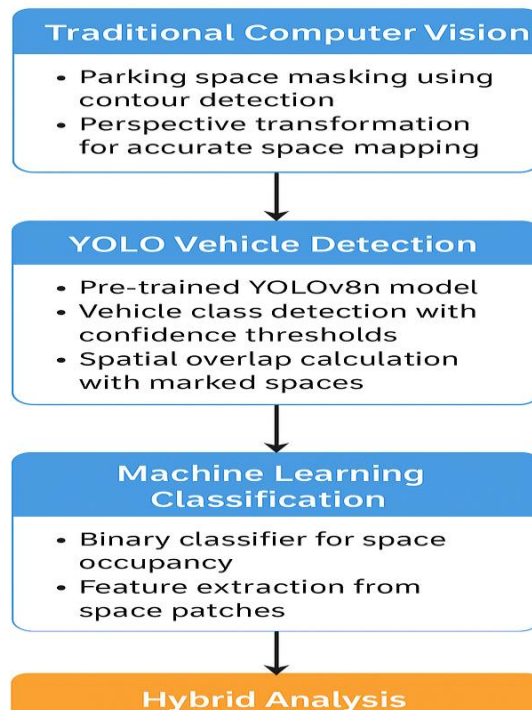 Traditional Computer Vision
• Parking space masking using
contour detection
• Perspective transformation
for accurate space mapping
YOLO Vehicle Detection
• Pre-trained YOLOv8n model
• Vehicle class detection with
confidence thresholds
• Spatial overlap calculation
with marked spaces
Machine Learning
Classification
• Binary classifier for space
occupancy
• Feature extraction from
space patches
Hybrid Analysis